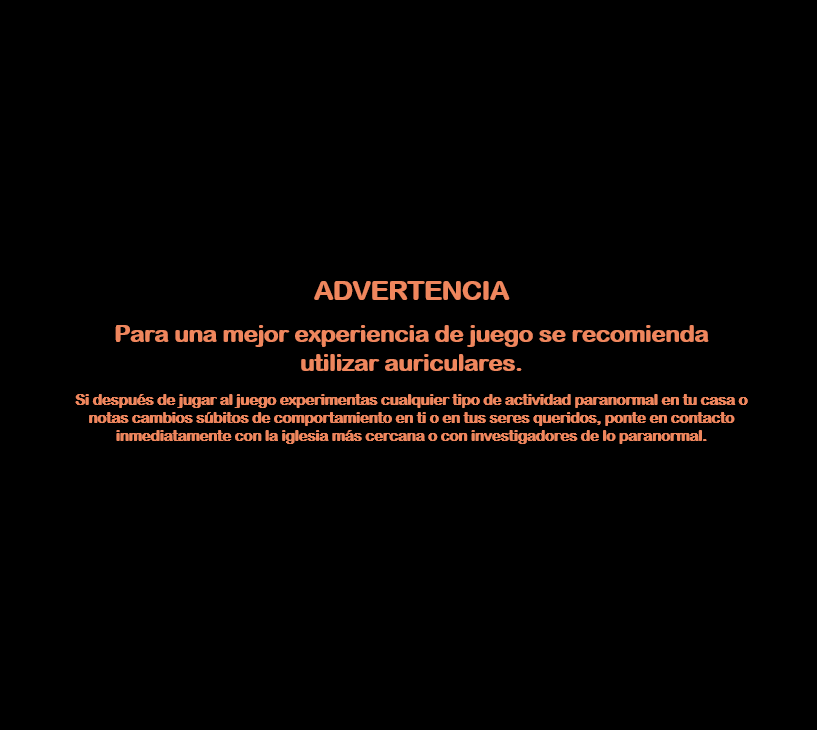 ADVERTENCIA
Para una mejor experiencia de juego se recomienda
utilizar auriculares.
Si después de jugar al juego experimentas cualquier tipo de actividad paranormal en tu casa o
notas cambios súbitos de comportamiento en ti o en tus seres queridos, ponte en contacto
inmediatamente con la iglesia más cercana o con investigadores de lo paranormal.